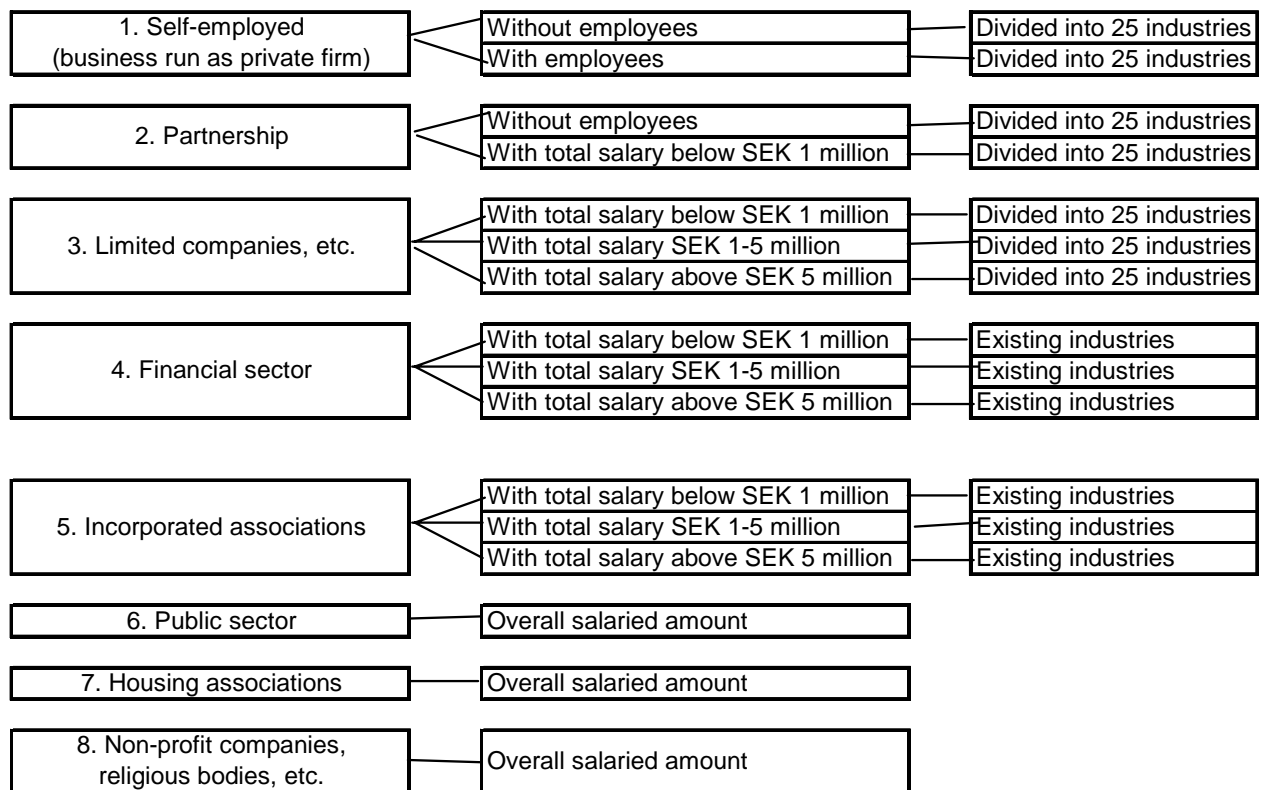 1. Self-employed
(business run as private firm)
Without employees
Divided into 25 industries
With employees
Divided into 25 industries
2. Partnership
Without employees
Divided into 25 industries
With total salary below SEK 1 million
Divided into 25 industries
3. Limited companies, etc.
With total salary below SEK 1 million
Divided into 25 industries
With total salary SEK 1-5 million
Divided into 25 industries
With total salary above SEK 5 million
Divided into 25 industries
4. Financial sector
With total salary below SEK 1 million
Existing industries
With total salary SEK 1-5 million
Existing industries
With total salary above SEK 5 million
Existing industries
5. Incorporated associations
With total salary below SEK 1 million
Existing industries
With total salary SEK 1-5 million
Existing industries
With total salary above SEK 5 million
Existing industries
6. Public sector
Overall salaried amount
7. Housing associations
Overall salaried amount
8. Non-profit companies,
religious bodies, etc.
Overall salaried amount